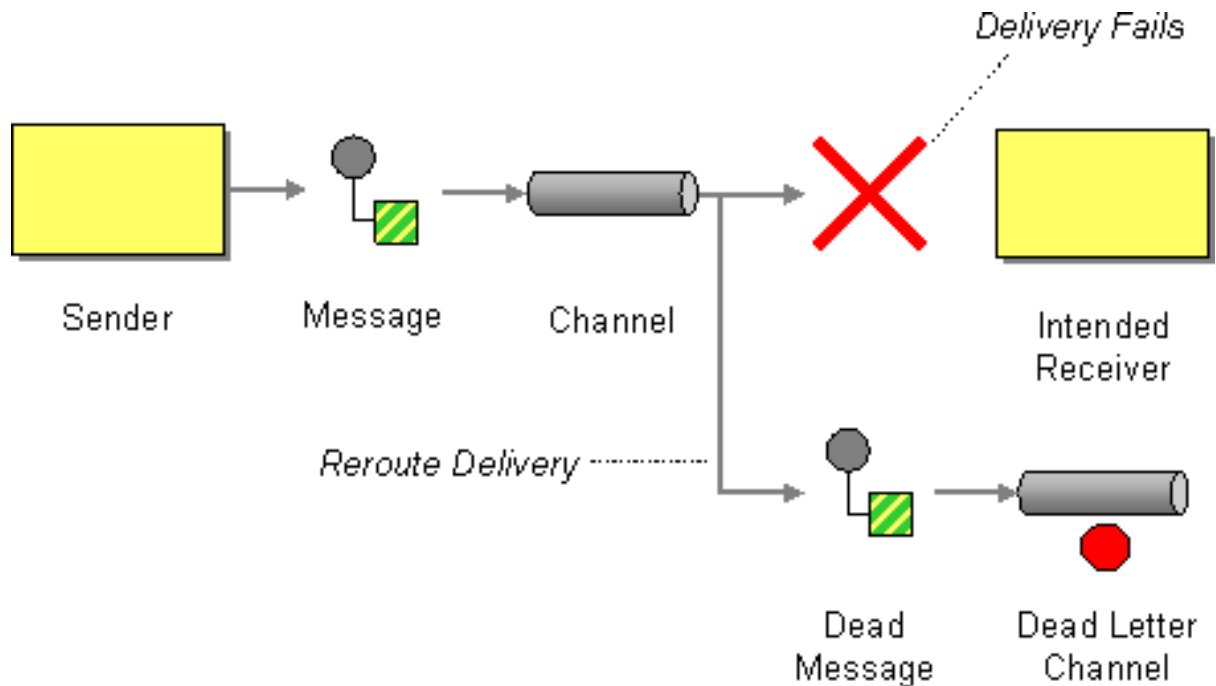 Delivery Fails
Sender
Message
Channel
Intended
Receiver
Reroute Delivery
Dead
Message
Dead Letter
Channel